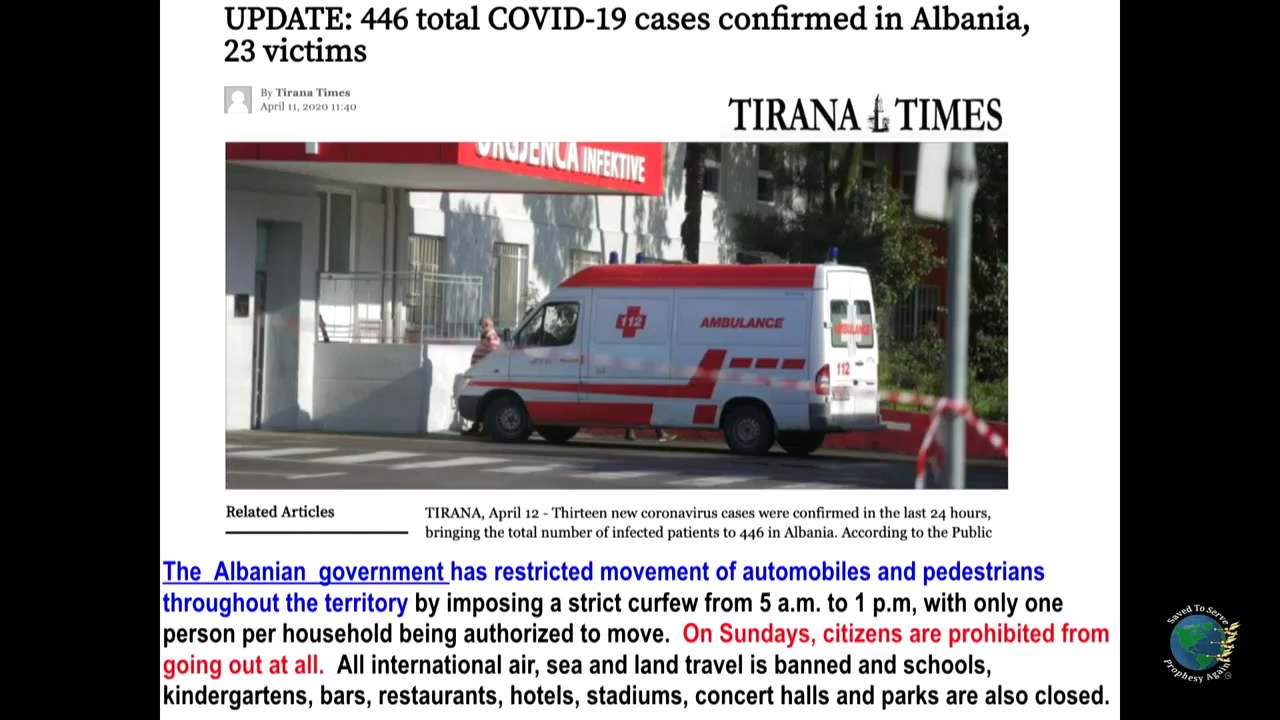 UPDATE: 446 total COVID-19 cases confirmed in Albania,
23 victims
By Tirana Times
April 11, 2020 11:40
TIRANA TIMES
URGJENCA INFEKTIVE
112
AMBULANCE
AMBULANCE
112
Related Articles
TIRANA, April 12 - Thirteen new coronavirus cases were confirmed in the last 24 hours,
bringing the total number of infected patients to 446 in Albania. According to the Public
The Albanian government has restricted movement of automobiles and pedestrians
throughout the territory by imposing a strict curfew from 5 a.m. to 1 p.m, with only one
person per household being authorized to move. On Sundays, citizens are prohibited from
going out at all. All international air, sea and land travel is banned and schools,
kindergartens, bars, restaurants, hotels, stadiums, concert halls and parks are also closed.
Saved To Serve
Prophesy Again